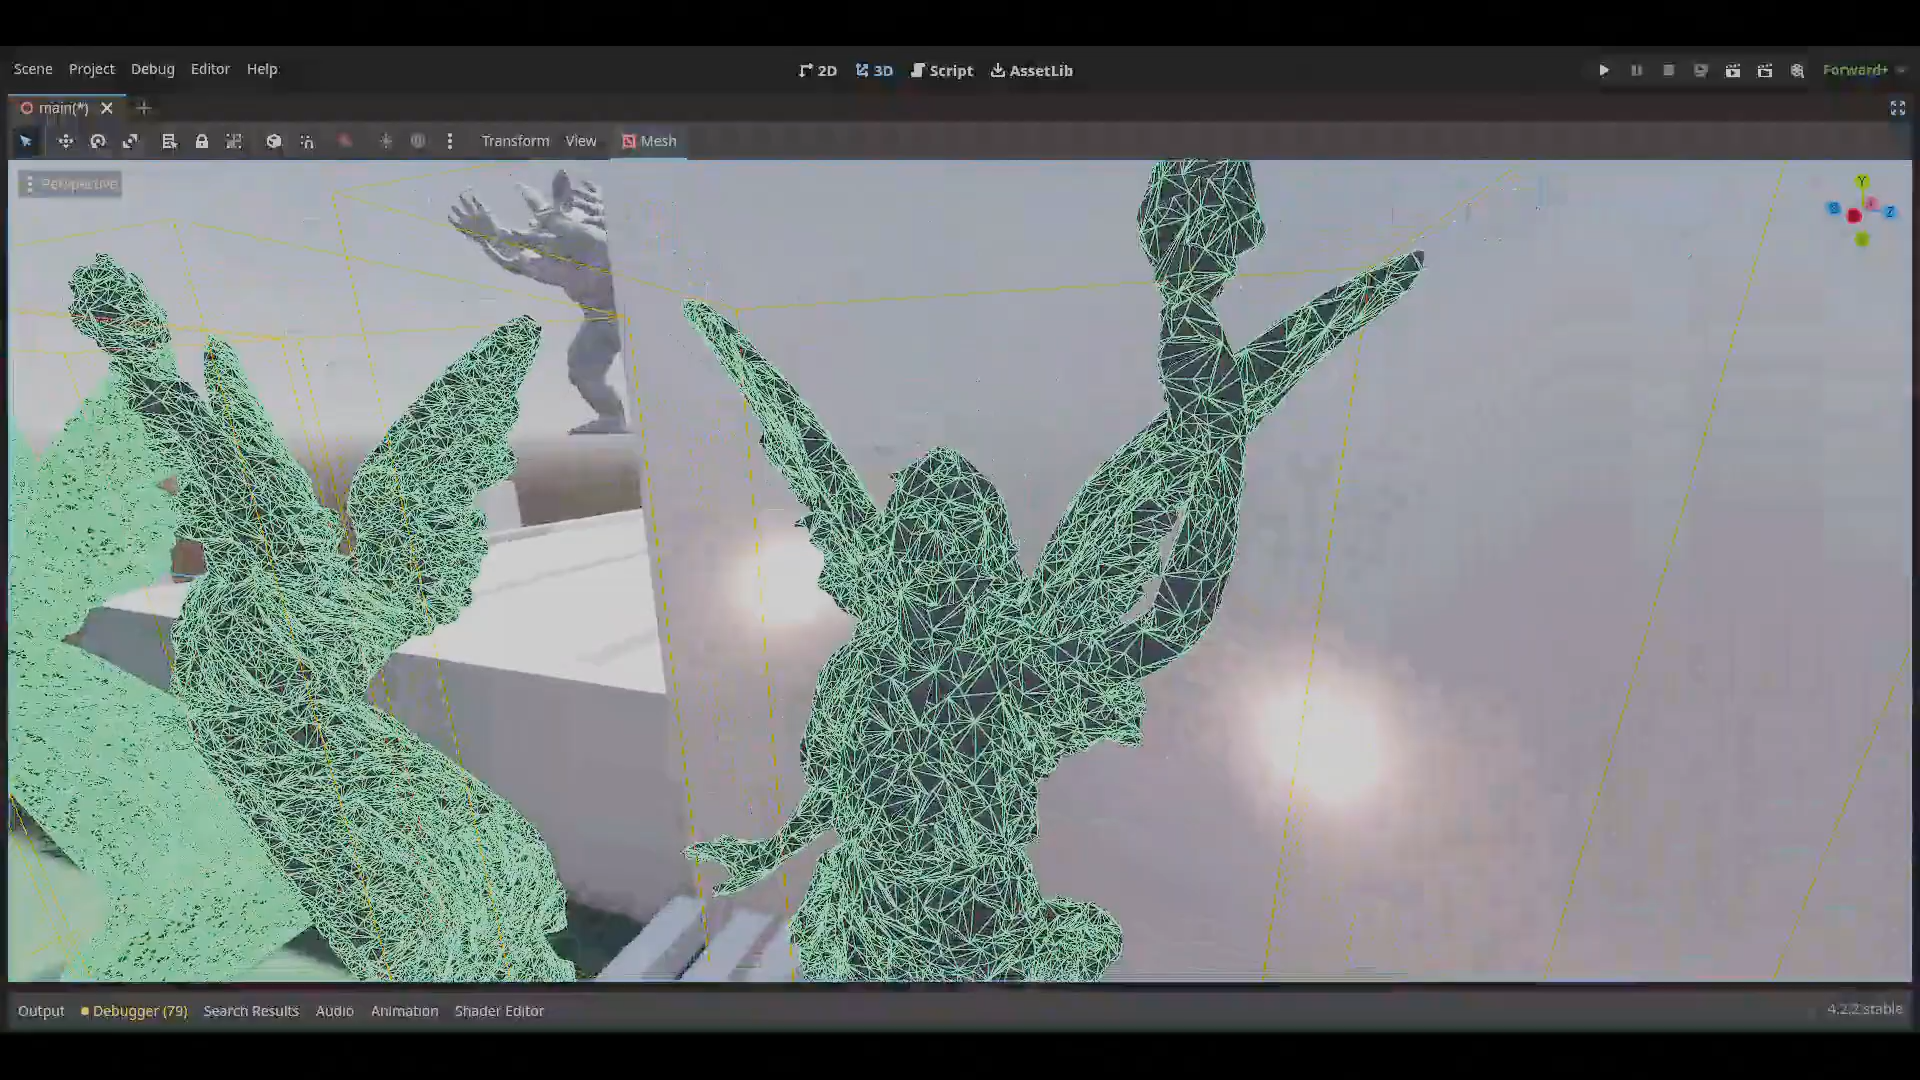 Scene Project Debug Editor Help 2D 3D Script AssetLib Forward+
main(*)
Transform View Mesh
Perspective
Y
Z
Output Debugger (79) Search Results Audio Animation Shader Editor 4.2.2.stable